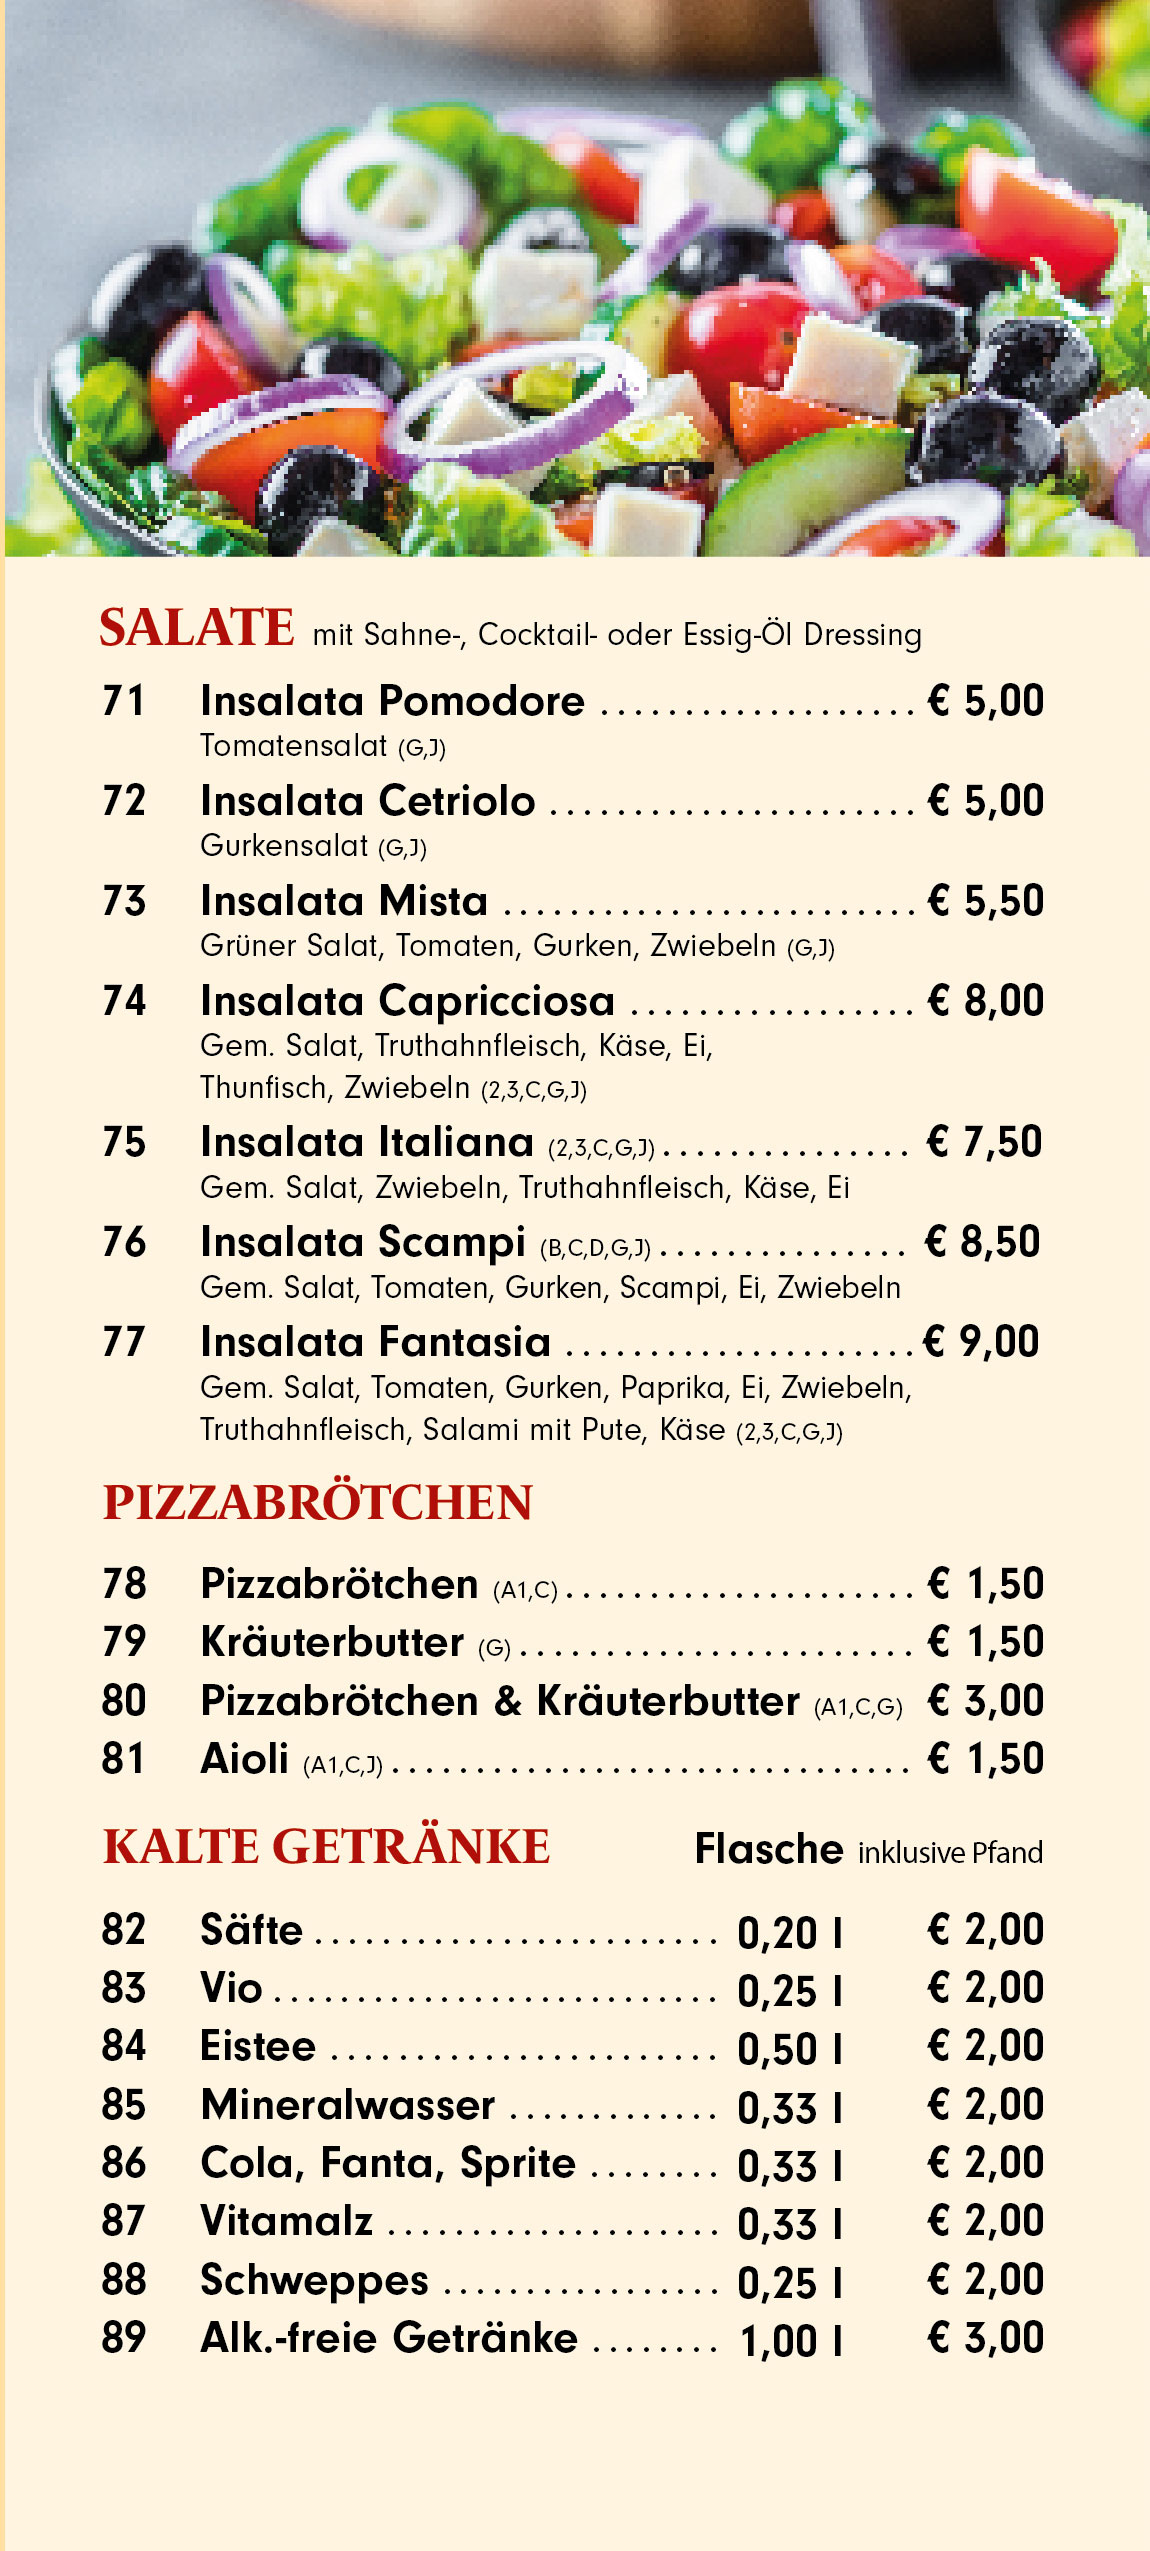 SALATE mit Sahne-, Cocktail- oder Essig-Öl Dressing
71 Insalata Pomodore ................... € 5,00
Tomatensalat (G,J)
72 Insalata Cetriolo ...................... € 5,00
Gurkensalat (G,J)
73 Insalata Mista ......................... € 5,50
Grüner Salat, Tomaten, Gurken, Zwiebeln (G,J)
74 Insalata Capricciosa ................. € 8,00
Gem. Salat, Truthahnfleisch, Käse, Ei,
Thunfisch, Zwiebeln (2,3,C,G,J)
75 Insalata Italiana (2,3,C,G,J) ............... € 7,50
Gem. Salat, Zwiebeln, Truthahnfleisch, Käse, Ei
76 Insalata Scampi (B,C,D,G,J) ............... € 8,50
Gem. Salat, Tomaten, Gurken, Scampi, Ei, Zwiebeln
77 Insalata Fantasia ..................... € 9,00
Gem. Salat, Tomaten, Gurken, Paprika, Ei, Zwiebeln,
Truthahnfleisch, Salami mit Pute, Käse (2,3,C,G,J)
PIZZABRÖTCHEN
78 Pizzabrötchen (A1,C) ..................... € 1,50
79 Kräuterbutter (G) ........................ € 1,50
80 Pizzabrötchen & Kräuterbutter (A1,C,G) € 3,00
81 Aioli (A1,C,J) ................................ € 1,50
KALTE GETRÄNKE Flasche inklusive Pfand
82 Säfte ........................ 0,20 l € 2,00
83 Vio ........................... 0,25 l € 2,00
84 Eistee ....................... 0,50 l € 2,00
85 Mineralwasser ............. 0,33 l € 2,00
86 Cola, Fanta, Sprite ........ 0,33 l € 2,00
87 Vitamalz .................... 0,33 l € 2,00
88 Schweppes ................. 0,25 l € 2,00
89 Alk.-freie Getränke ........ 1,00 l € 3,00